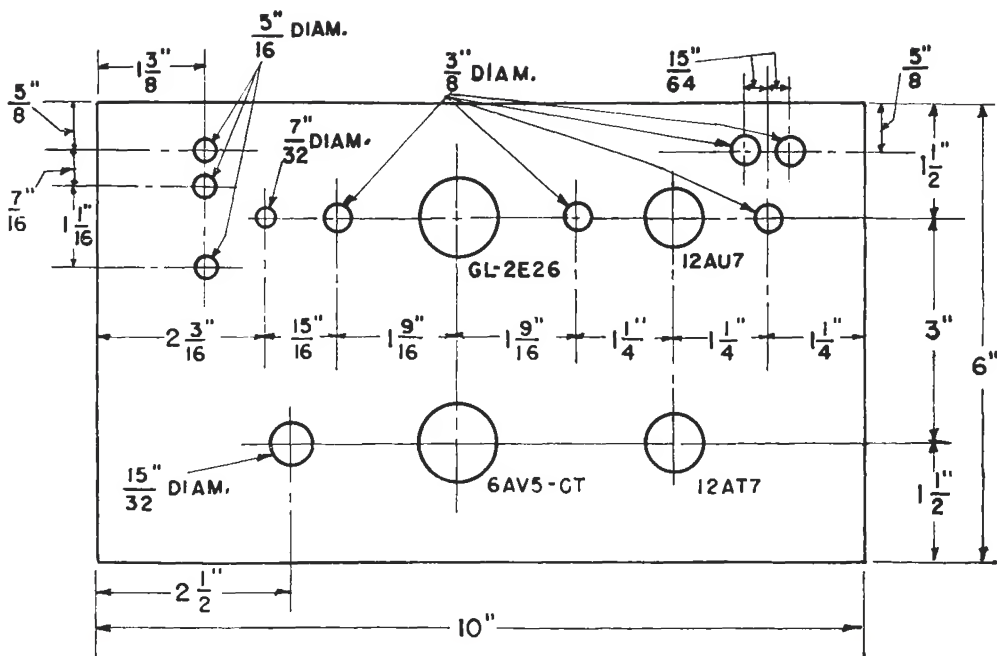 5/16" DIAM.
1 3/8"
3/8" DIAM.
15/64"
5/8"
5/8"
7/32" DIAM.
1 1/2"
7/16"
1 1/16"
GL-2E26
12AU7
2 3/16"
15/16"
1 9/16"
1 9/16"
1 1/4"
1 1/4"
1 1/4"
3"
6"
15/32" DIAM.
6AV5-GT
12AT7
1 1/2"
2 1/2"
10"